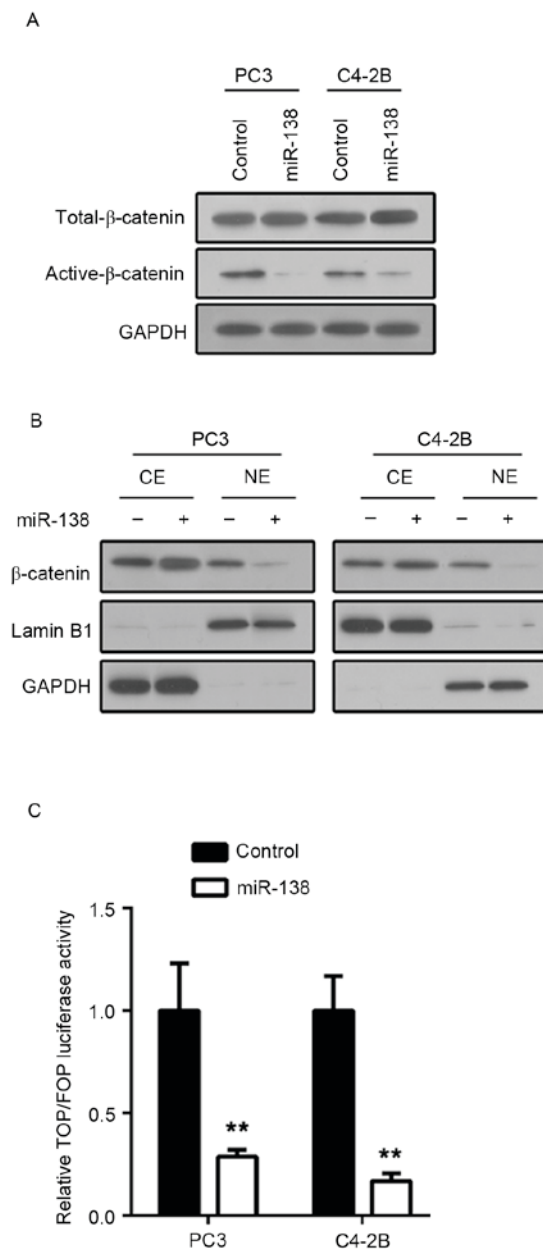 A
PC3 C4-2B
Control miR-138 Control miR-138
Total-β-catenin
Active-β-catenin
GAPDH
B
PC3 C4-2B
CE NE CE NE
miR-138 – + – + – + – +
β-catenin
Lamin B1
GAPDH
C
Control
miR-138
Relative TOP/FOP luciferase activity
1.5
1.0
0.5
0.0
** **
PC3 C4-2B